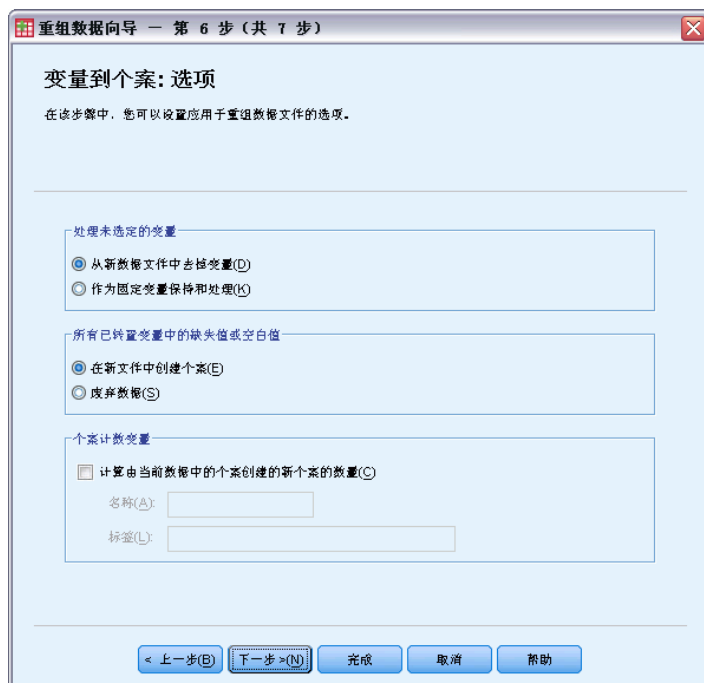 重组数据向导 － 第 6 步（共 7 步）
变量到个案: 选项
在该步骤中，您可以设置应用于重组数据文件的选项。
处理未选定的变量
从新数据文件中去掉变量(D)
作为固定变量保持和处理(K)
所有已转置变量中的缺失值或空白值
在新文件中创建个案(E)
废弃数据(S)
个案计数变量
计算由当前数据中的个案创建的新个案的数量(C)
名称(A):
标签(L):
< 上一步(B) 下一步 >(N) 完成 取消 帮助